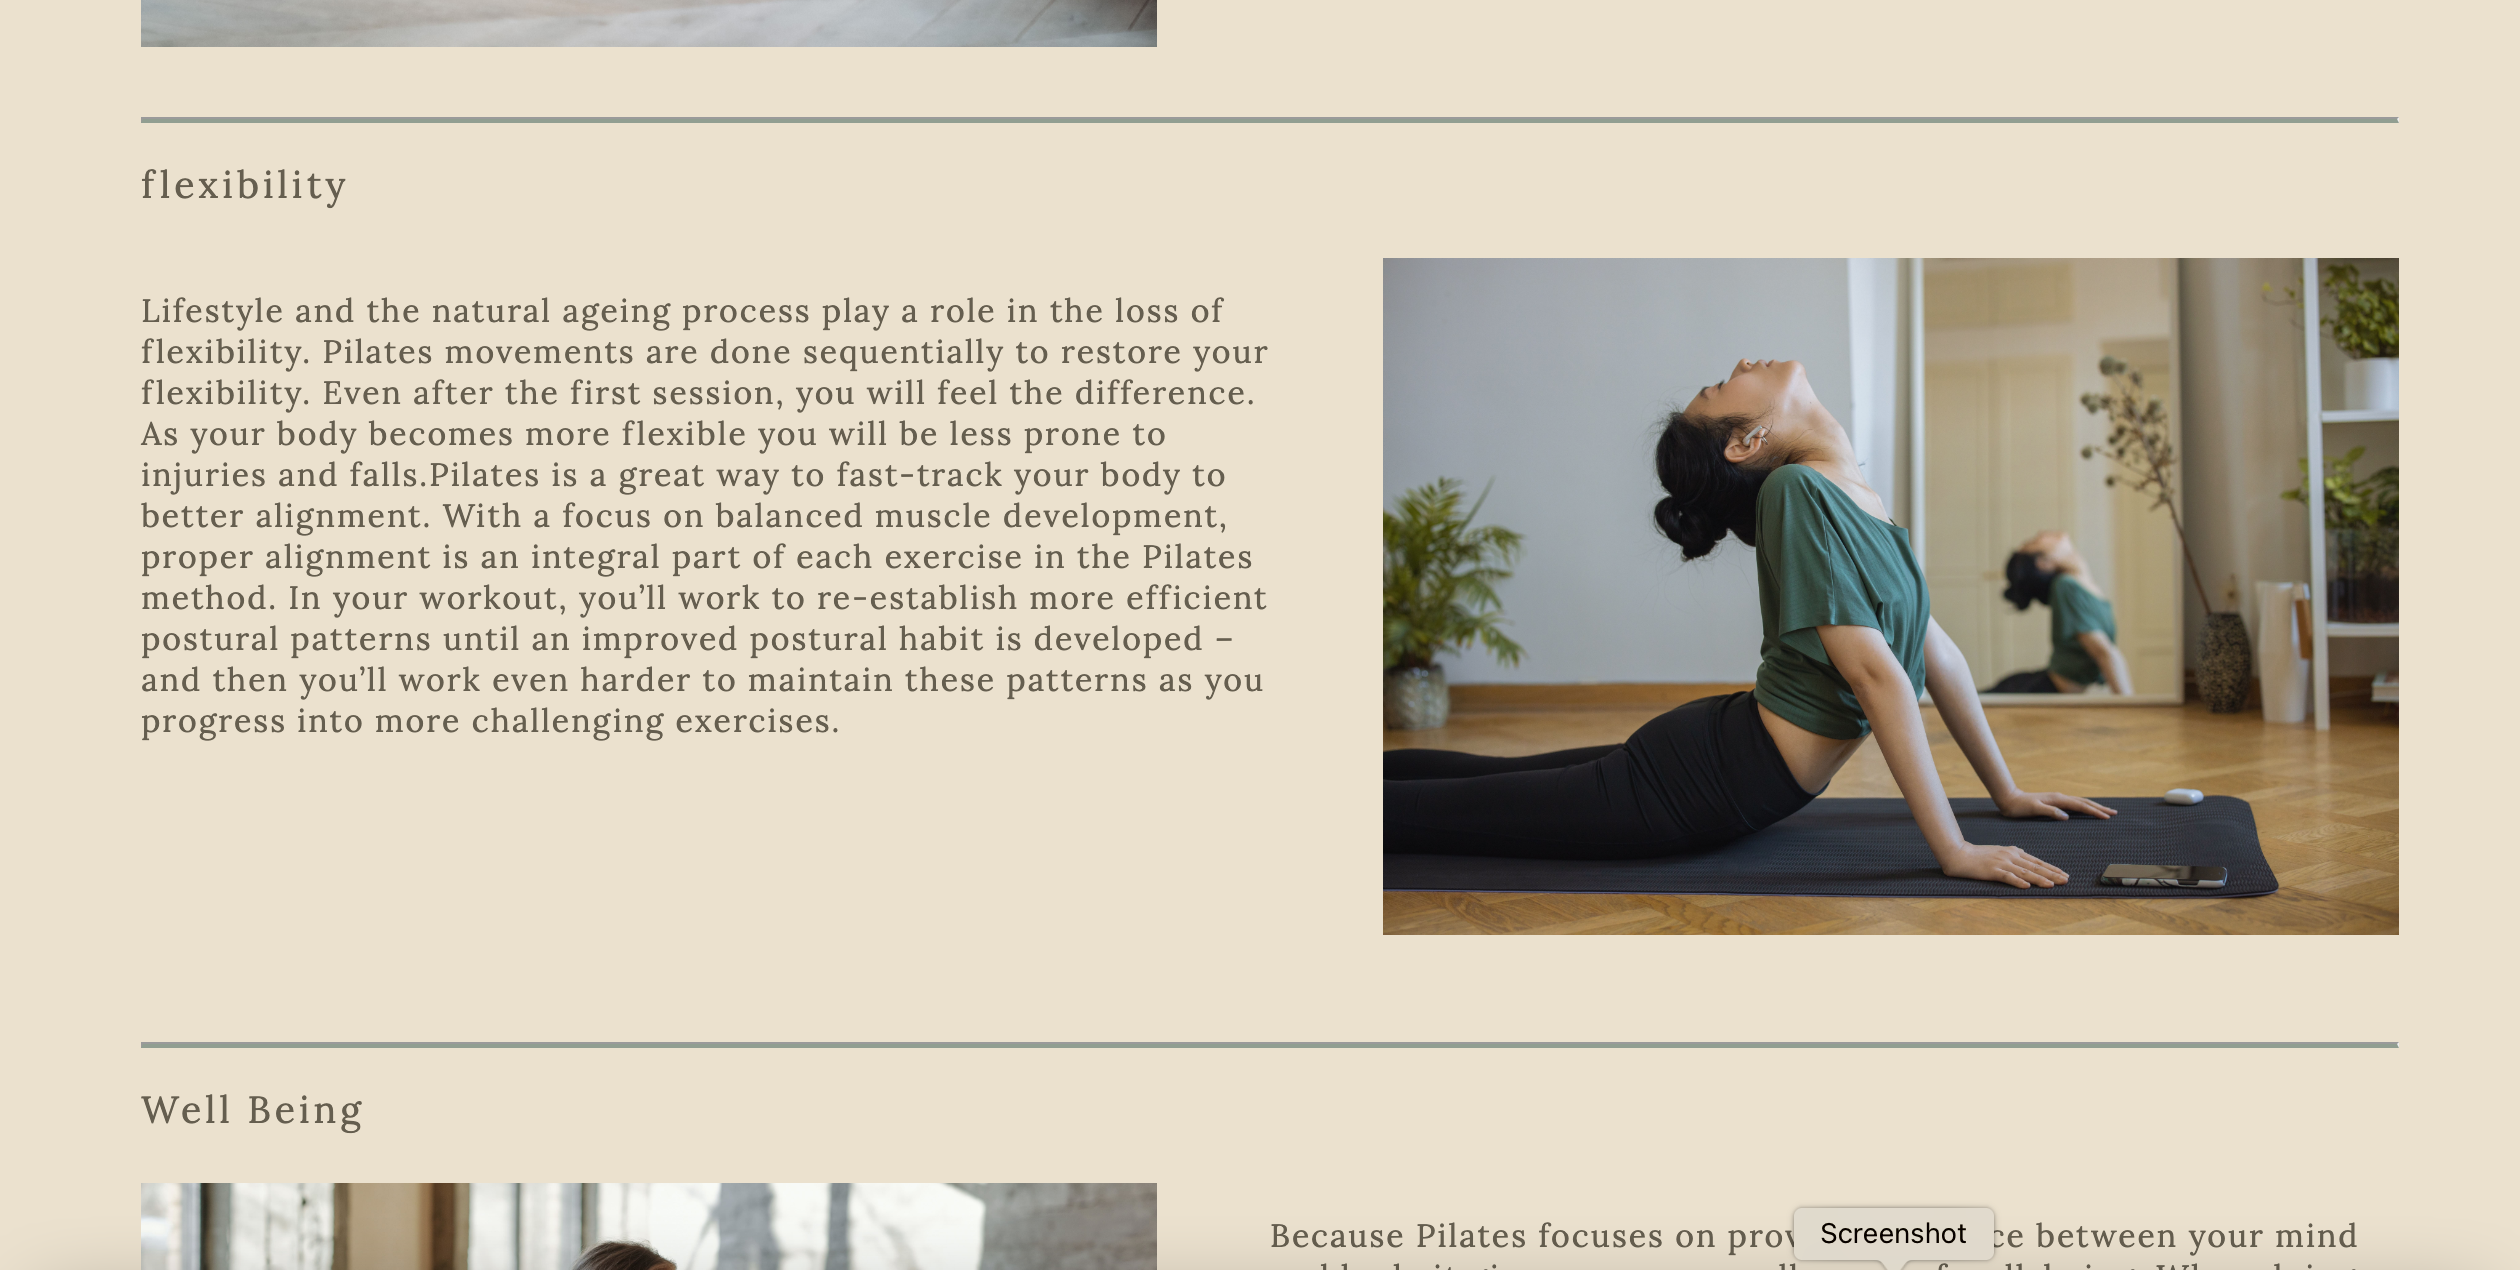 flexibility
Lifestyle and the natural ageing process play a role in the loss of
flexibility. Pilates movements are done sequentially to restore your
flexibility. Even after the first session, you will feel the difference.
As your body becomes more flexible you will be less prone to
injuries and falls.Pilates is a great way to fast-track your body to
better alignment. With a focus on balanced muscle development,
proper alignment is an integral part of each exercise in the Pilates
method. In your workout, you’ll work to re-establish more efficient
postural patterns until an improved postural habit is developed –
and then you’ll work even harder to maintain these patterns as you
progress into more challenging exercises.
Well Being
Because Pilates focuses on between your mind
Screenshot